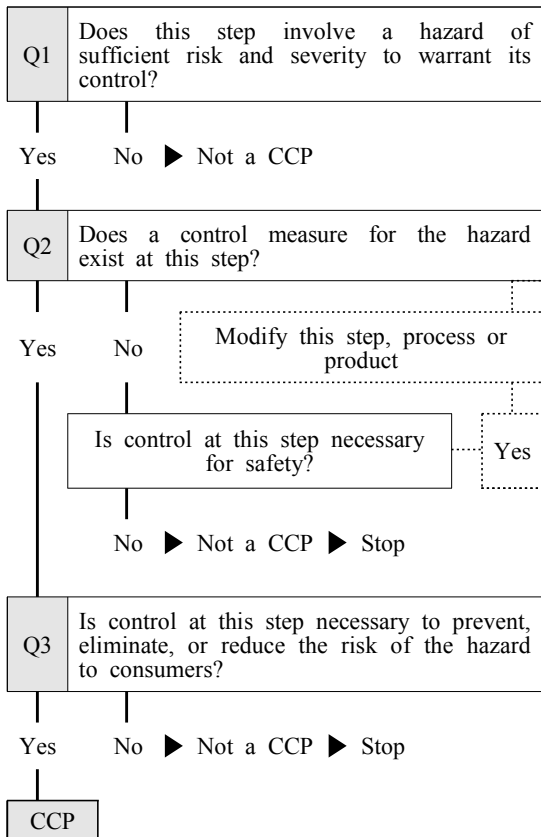 Q1
Does this step involve a hazard of
sufficient risk and severity to warrant its
control?
Yes No ▶ Not a CCP
Q2
Does a control measure for the hazard
exist at this step?
Modify this step, process or
product
Yes No
Is control at this step necessary
for safety?
Yes
No ▶ Not a CCP ▶ Stop
Q3
Is control at this step necessary to prevent,
eliminate, or reduce the risk of the hazard
to consumers?
Yes No ▶ Not a CCP ▶ Stop
CCP